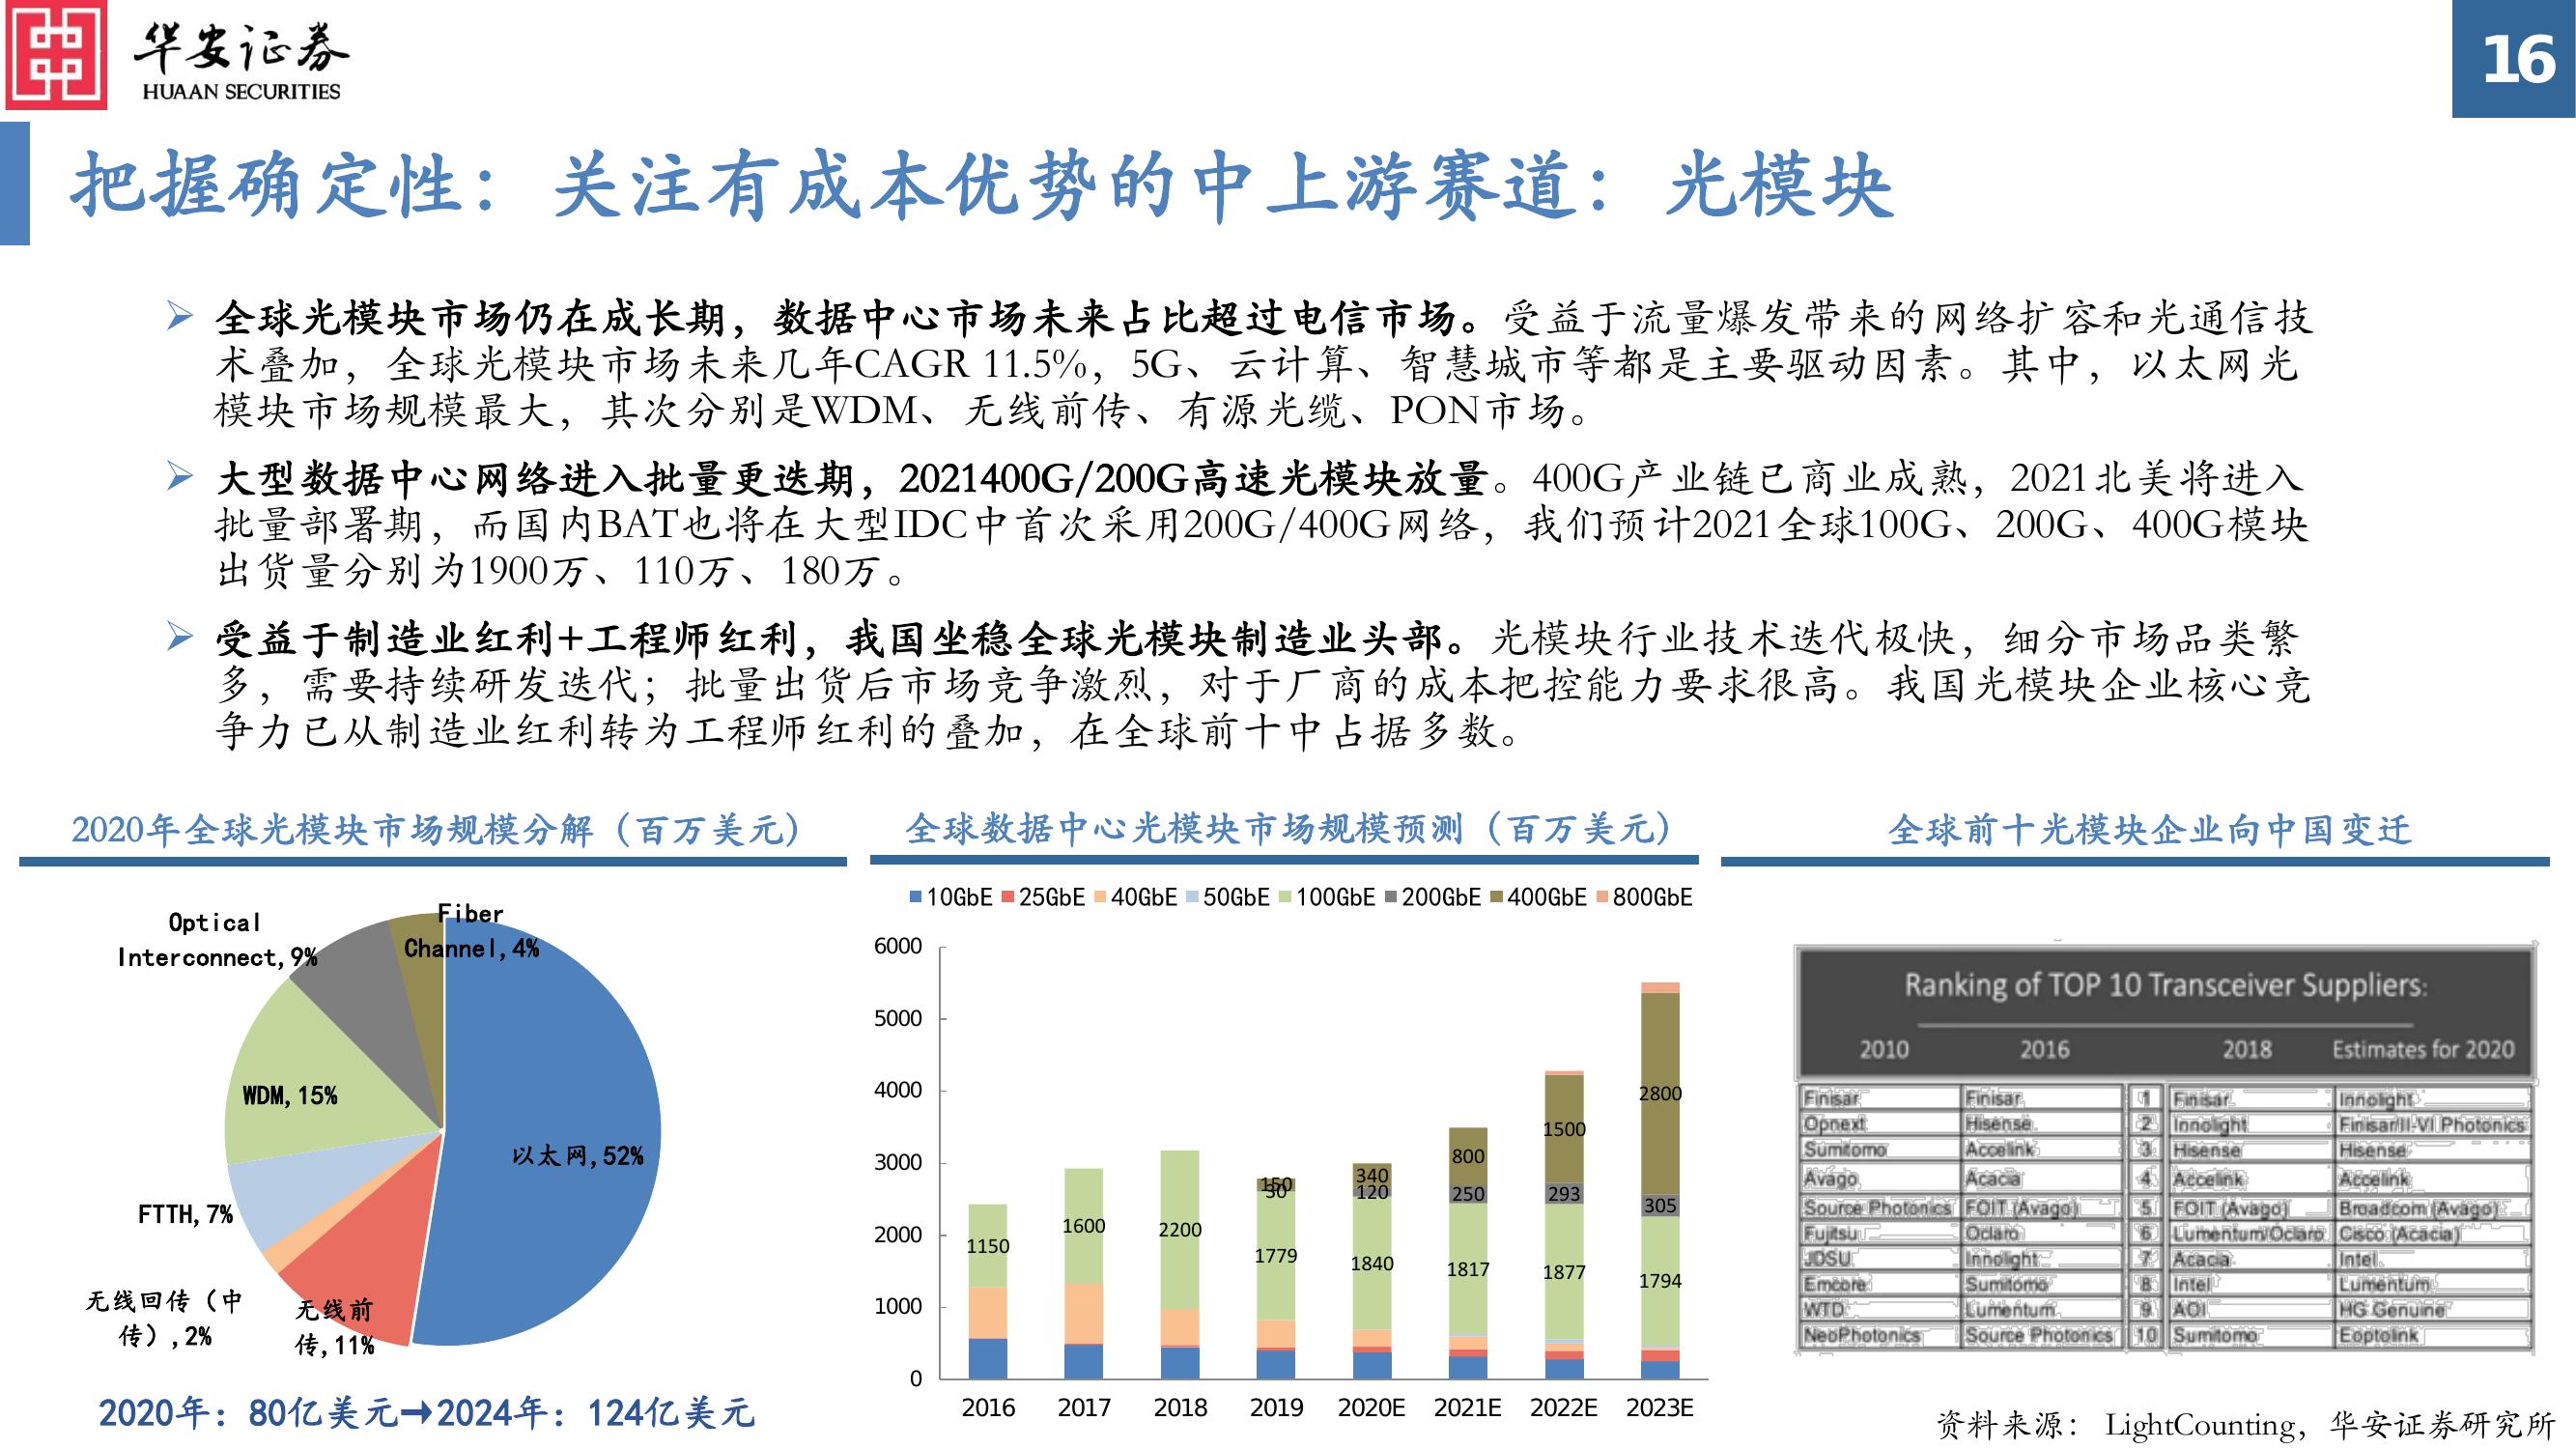 华安证券
HUAAN SECURITIES
16
把握确定性：关注有成本优势的中上游赛道：光模块
全球光模块市场仍在成长期，数据中心市场未来占比超过电信市场。受益于流量爆发带来的网络扩容和光通信技
术叠加，全球光模块市场未来几年CAGR 11.5%，5G、云计算、智慧城市等都是主要驱动因素。其中，以太网光
模块市场规模最大，其次分别是WDM、无线前传、有源光缆、PON市场。
大型数据中心网络进入批量更迭期，2021400G/200G高速光模块放量。400G产业链已商业成熟，2021北美将进入
批量部署期，而国内BAT也将在大型IDC中首次采用200G/400G网络，我们预计2021全球100G、200G、400G模块
出货量分别为1900万、110万、180万。
受益于制造业红利+工程师红利，我国坐稳全球光模块制造业头部。光模块行业技术迭代极快，细分市场品类繁
多，需要持续研发迭代；批量出货后市场竞争激烈，对于厂商的成本把控能力要求很高。我国光模块企业核心竞
争力已从制造业红利转为工程师红利的叠加，在全球前十中占据多数。
2020年全球光模块市场规模分解（百万美元）
Optical
Interconnect, 9%
Fiber
Channel, 4%
WDM, 15%
以太网, 52%
FTTH, 7%
无线回传（中
传）, 2%
无线前
传, 11%
2020年：80亿美元→2024年：124亿美元
全球数据中心光模块市场规模预测（百万美元）
10GbE 25GbE 40GbE 50GbE 100GbE 200GbE 400GbE 800GbE
6000
5000
4000
3000
2000
1000
0
1150
1600
2200
150
30
1779
340
120
1840
800
250
1817
1500
293
1877
2800
305
1794
2016 2017 2018 2019 2020E 2021E 2022E 2023E
全球前十光模块企业向中国变迁
Ranking of TOP 10 Transceiver Suppliers:
2010 2016 2018 Estimates for 2020
Finisar Finisar 1 Finisar Innolight
Opnext Hisense 2 Innolight Finisar/II-VI Photonics
Sumitomo Accelink 3 Hisense Hisense
Avago Acacia 4 Accelink Accelink
Source Photonics FOIT (Avago) 5 FOIT (Avago) Broadcom (Avago)
Fujitsu Oclaro 6 Lumentum/Oclaro Cisco (Acacia)
JDSU Innolight 7 Acacia Intel
Emcore Sumitomo 8 Intel Lumentum
WTD Lumentum 9 AOI HG Genuine
NeoPhotonics Source Photonics 10 Sumitomo Eoptolink
资料来源：LightCounting，华安证券研究所